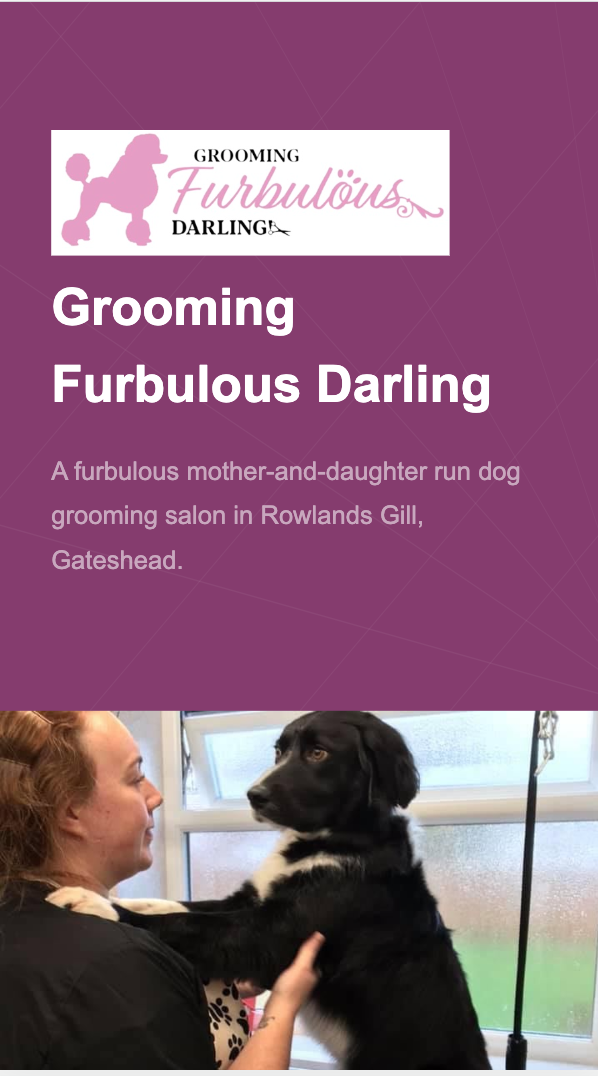 GROOMING
Furbulöus
DARLING!
Grooming
Furbulous Darling
A furbulous mother-and-daughter run dog
grooming salon in Rowlands Gill,
Gateshead.